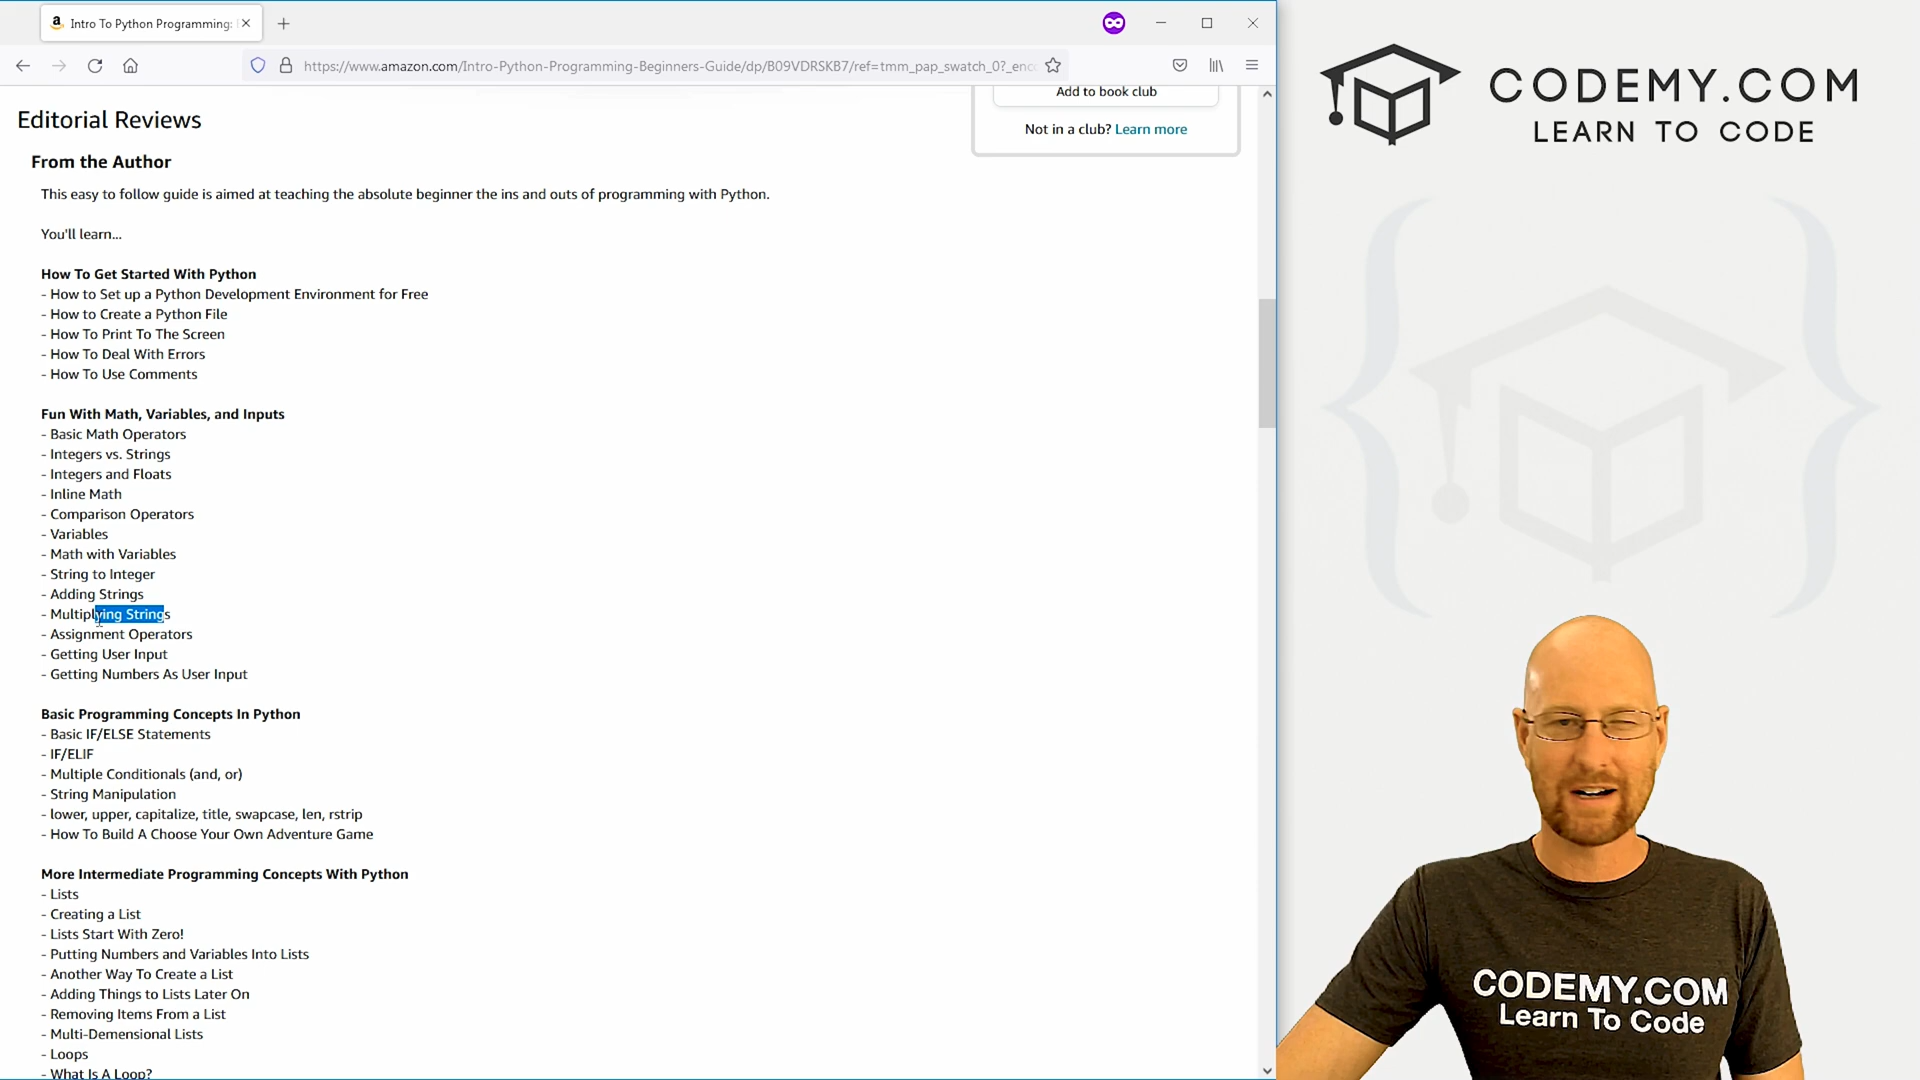 Intro To Python Programming:
https://www.amazon.com/Intro-Python-Programming-Beginners-Guide/dp/B09VDRSKB7/ref=tmm_pap_swatch_0?_enc
Add to book club
Not in a club? Learn more
Editorial Reviews
From the Author
This easy to follow guide is aimed at teaching the absolute beginner the ins and outs of programming with Python.
You'll learn...
How To Get Started With Python
- How to Set up a Python Development Environment for Free
- How to Create a Python File
- How To Print To The Screen
- How To Deal With Errors
- How To Use Comments
Fun With Math, Variables, and Inputs
- Basic Math Operators
- Integers vs. Strings
- Integers and Floats
- Inline Math
- Comparison Operators
- Variables
- Math with Variables
- String to Integer
- Adding Strings
- Multiplying Strings
- Assignment Operators
- Getting User Input
- Getting Numbers As User Input
Basic Programming Concepts In Python
- Basic IF/ELSE Statements
- IF/ELIF
- Multiple Conditionals (and, or)
- String Manipulation
- lower, upper, capitalize, title, swapcase, len, rstrip
- How To Build A Choose Your Own Adventure Game
More Intermediate Programming Concepts With Python
- Lists
- Creating a List
- Lists Start With Zero!
- Putting Numbers and Variables Into Lists
- Another Way To Create a List
- Adding Things to Lists Later On
- Removing Items From a List
- Multi-Demensional Lists
- Loops
- What Is A Loop?
CODEMY.COM
LEARN TO CODE
CODEMY.COM
Learn To Code